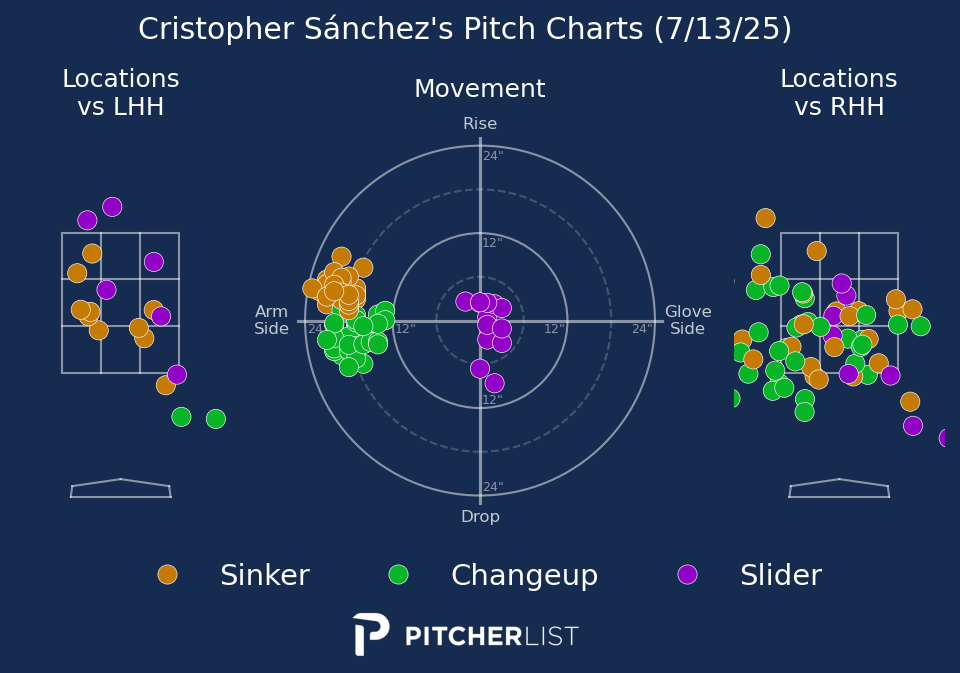 Cristopher Sánchez's Pitch Charts (7/13/25)
Locations
vs LHH
Movement
Locations
vs RHH
Rise
24"
12"
Arm
Side
24"
12"
12"
24"
Glove
Side
12"
24"
Drop
Sinker
Changeup
Slider
PITCHERLIST